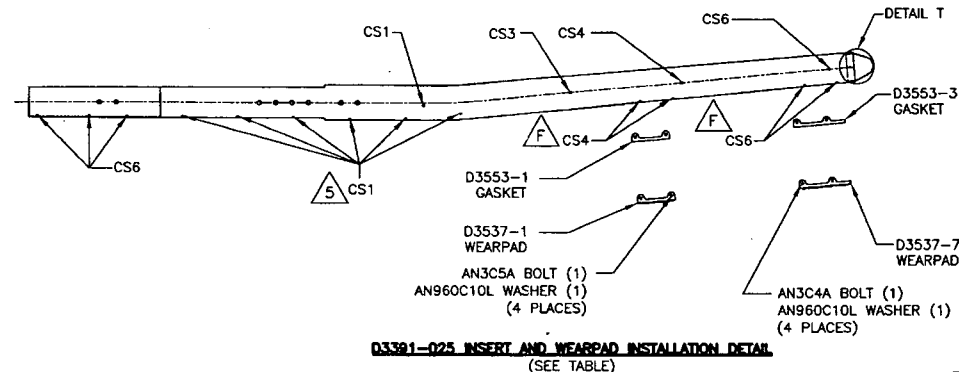 DETAIL T
CS6
CS4
CS3
CS1
D3553-3
GASKET
F
F
CS4
CS6
CS6
5
CS1
D3553-1
GASKET
D3537-1
WEARPAD
D3537-7
WEARPAD
AN3C5A BOLT (1)
AN960C10L WASHER (1)
(4 PLACES)
AN3C4A BOLT (1)
AN960C10L WASHER (1)
(4 PLACES)
D3391-025 INSERT AND WEARPAD INSTALLATION DETAIL
(SEE TABLE)